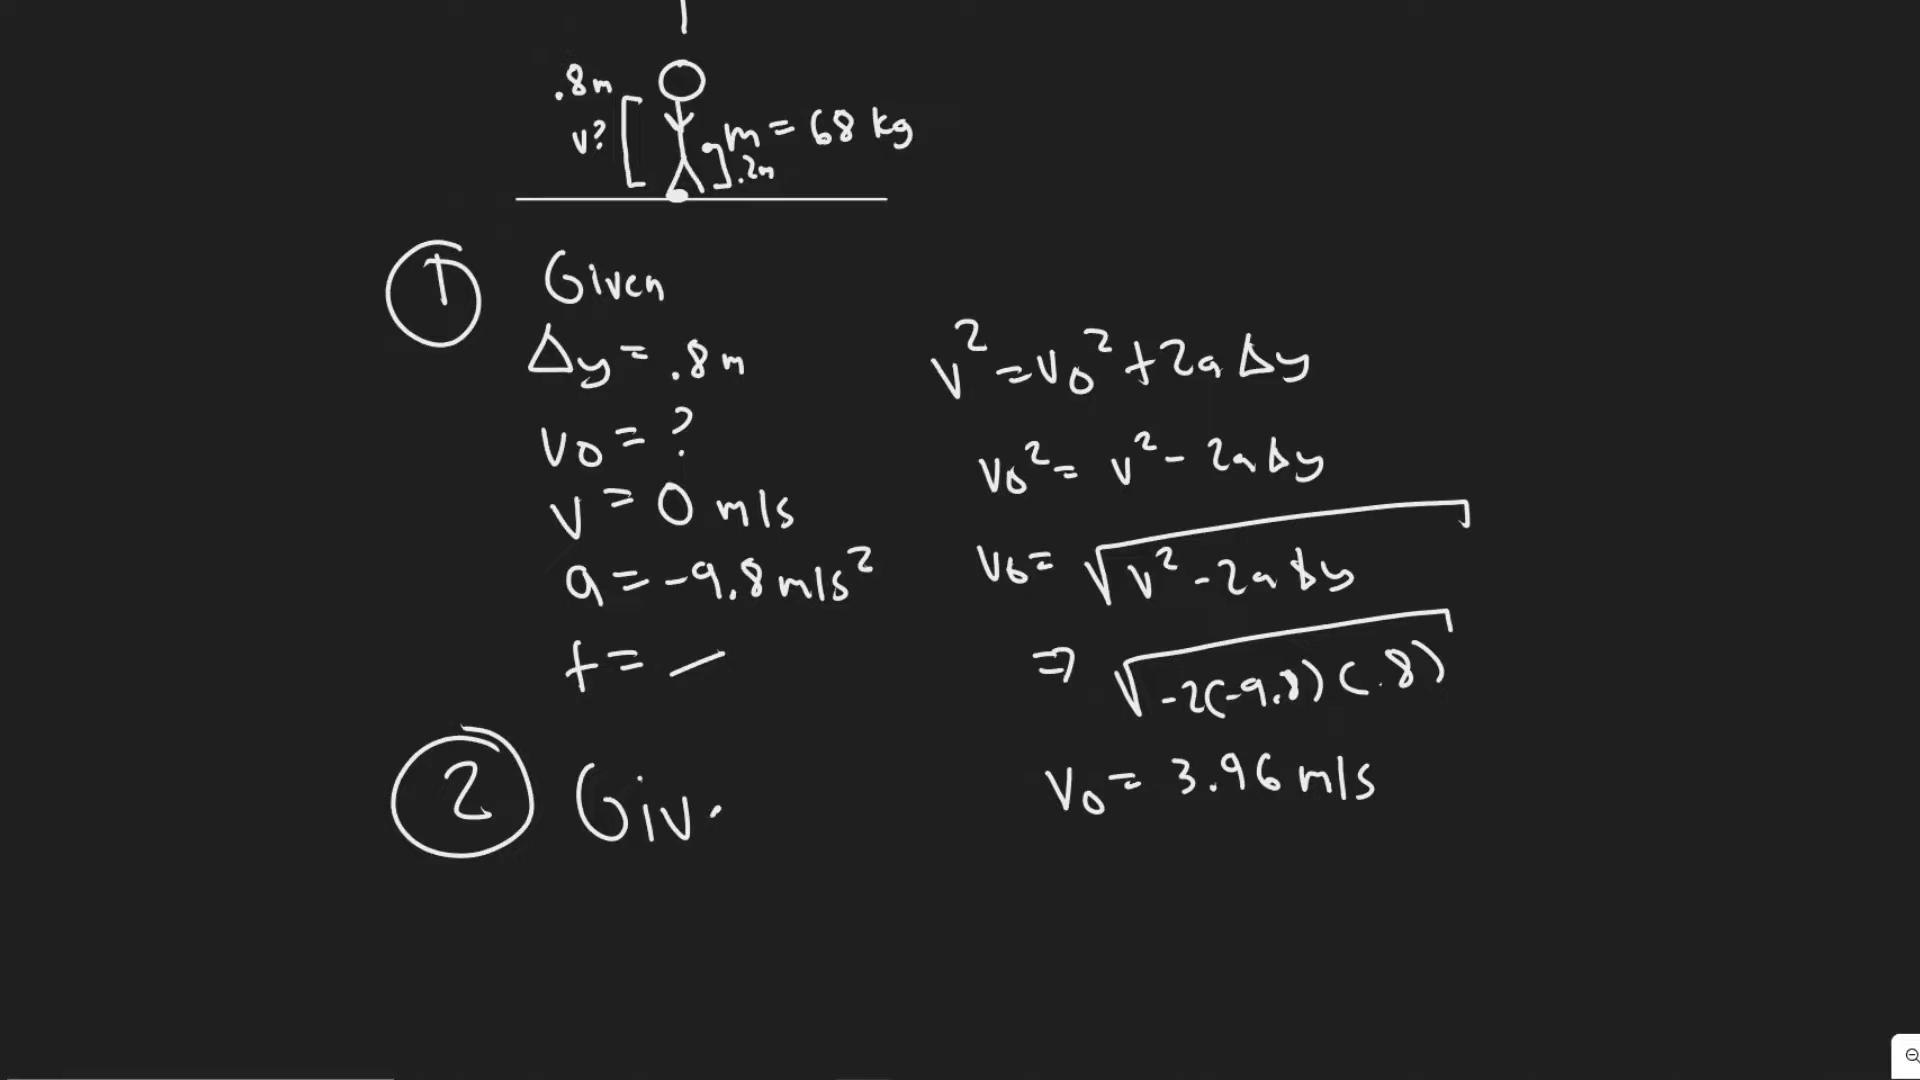 .8m
v?
m = 68 kg
.2m
1 Given
Δy = .8m
v0 = ?
v = 0 m/s
a = -9.8 m/s²
t = —
v² = v0² + 2aΔy
v0² = v² - 2aΔy
v0 = √v² - 2aΔy
⇒ √-2(-9.8)(.8)
v0 = 3.96 m/s
2 Giv